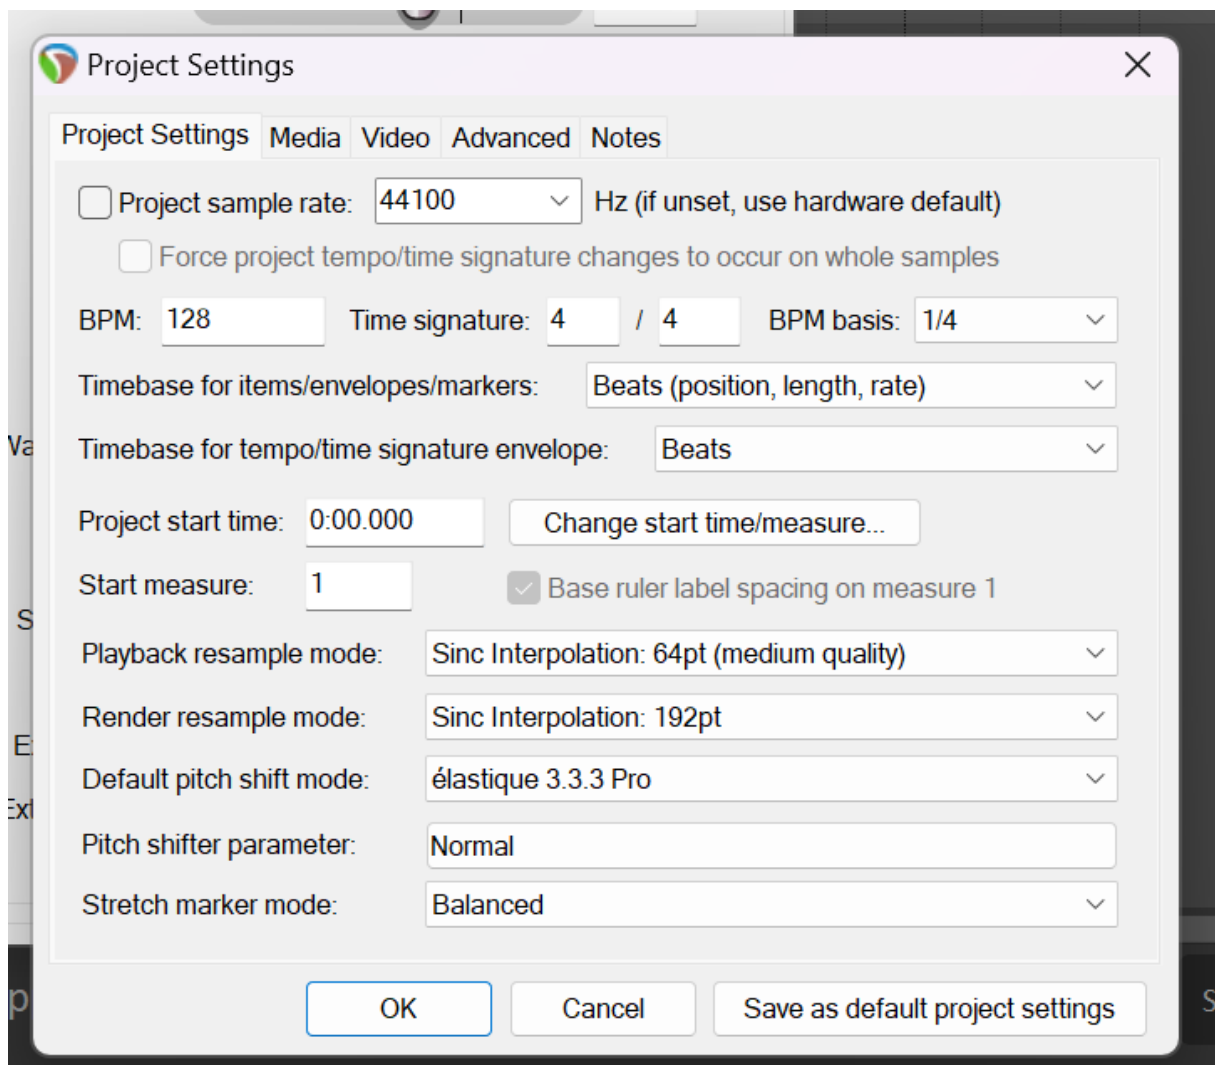 Project Settings
Project Settings Media Video Advanced Notes
Project sample rate: 44100 Hz (if unset, use hardware default)
Force project tempo/time signature changes to occur on whole samples
BPM: 128 Time signature: 4 / 4 BPM basis: 1/4
Timebase for items/envelopes/markers: Beats (position, length, rate)
Timebase for tempo/time signature envelope: Beats
Project start time: 0:00.000 Change start time/measure...
Start measure: 1 Base ruler label spacing on measure 1
Playback resample mode: Sinc Interpolation: 64pt (medium quality)
Render resample mode: Sinc Interpolation: 192pt
Default pitch shift mode: élastique 3.3.3 Pro
Pitch shifter parameter: Normal
Stretch marker mode: Balanced
OK Cancel Save as default project settings